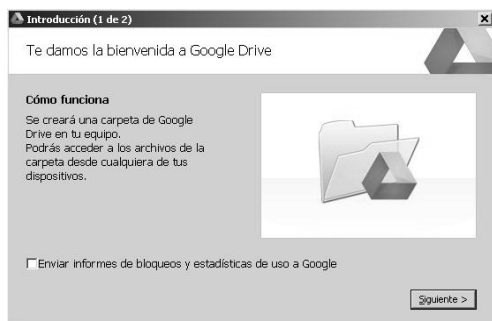 Introducción (1 de 2)
Te damos la bienvenida a Google Drive
Cómo funciona
Se creará una carpeta de Google
Drive en tu equipo.
Podrás acceder a los archivos de la
carpeta desde cualquiera de tus
dispositivos.
Enviar informes de bloqueos y estadísticas de uso a Google
Siguiente >